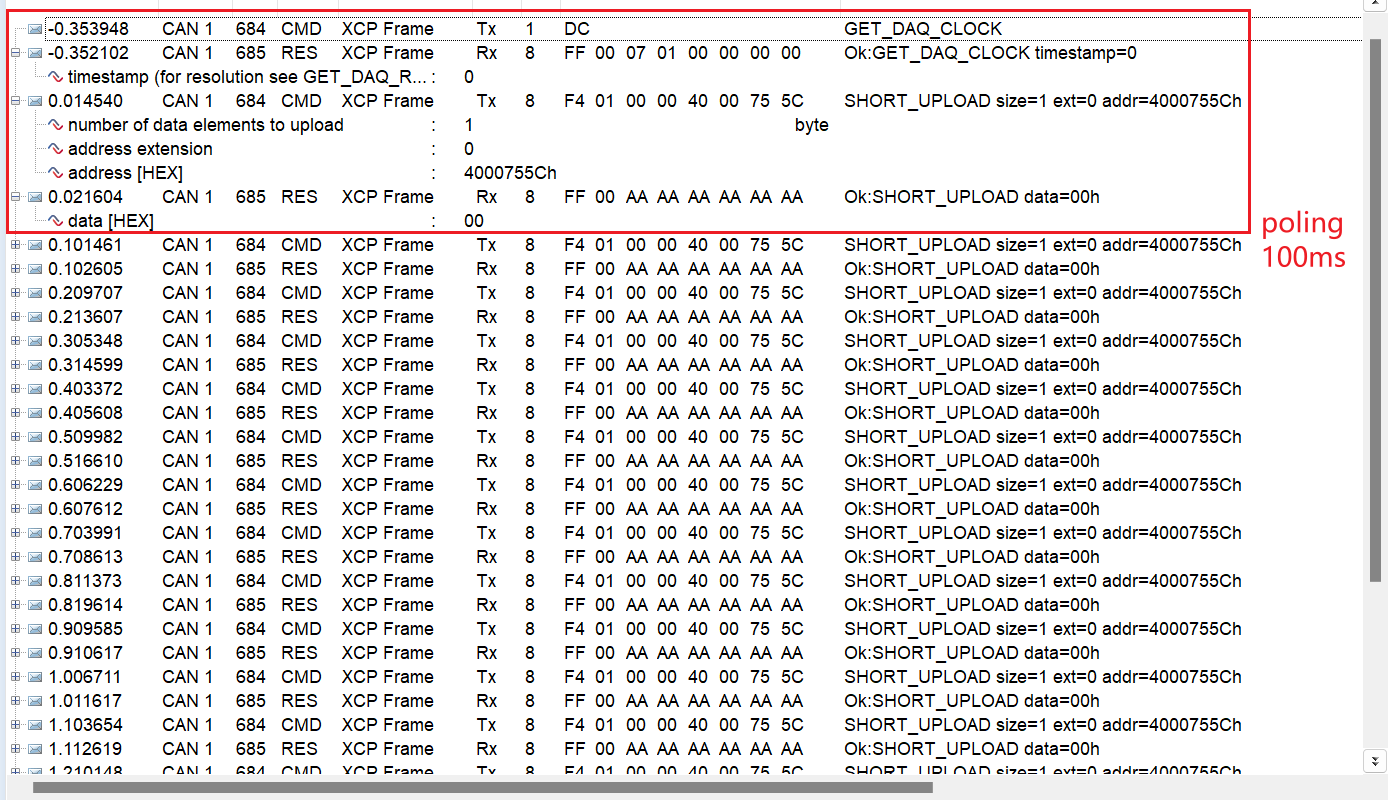 -0.353948 CAN 1 684 CMD XCP Frame Tx 1 DC GET_DAQ_CLOCK
-0.352102 CAN 1 685 RES XCP Frame Rx 8 FF 00 07 01 00 00 00 00 Ok:GET_DAQ_CLOCK timestamp=0
timestamp (for resolution see GET_DAQ_R... : 0
0.014540 CAN 1 684 CMD XCP Frame Tx 8 F4 01 00 00 40 00 75 5C SHORT_UPLOAD size=1 ext=0 addr=4000755Ch
number of data elements to upload : 1 byte
address extension : 0
address [HEX] : 4000755Ch
0.021604 CAN 1 685 RES XCP Frame Rx 8 FF 00 AA AA AA AA AA AA Ok:SHORT_UPLOAD data=00h
data [HEX] : 00
poling
100ms
0.101461 CAN 1 684 CMD XCP Frame Tx 8 F4 01 00 00 40 00 75 5C SHORT_UPLOAD size=1 ext=0 addr=4000755Ch
0.102605 CAN 1 685 RES XCP Frame Rx 8 FF 00 AA AA AA AA AA AA Ok:SHORT_UPLOAD data=00h
0.209707 CAN 1 684 CMD XCP Frame Tx 8 F4 01 00 00 40 00 75 5C SHORT_UPLOAD size=1 ext=0 addr=4000755Ch
0.213607 CAN 1 685 RES XCP Frame Rx 8 FF 00 AA AA AA AA AA AA Ok:SHORT_UPLOAD data=00h
0.305348 CAN 1 684 CMD XCP Frame Tx 8 F4 01 00 00 40 00 75 5C SHORT_UPLOAD size=1 ext=0 addr=4000755Ch
0.314599 CAN 1 685 RES XCP Frame Rx 8 FF 00 AA AA AA AA AA AA Ok:SHORT_UPLOAD data=00h
0.403372 CAN 1 684 CMD XCP Frame Tx 8 F4 01 00 00 40 00 75 5C SHORT_UPLOAD size=1 ext=0 addr=4000755Ch
0.405608 CAN 1 685 RES XCP Frame Rx 8 FF 00 AA AA AA AA AA AA Ok:SHORT_UPLOAD data=00h
0.509982 CAN 1 684 CMD XCP Frame Tx 8 F4 01 00 00 40 00 75 5C SHORT_UPLOAD size=1 ext=0 addr=4000755Ch
0.516610 CAN 1 685 RES XCP Frame Rx 8 FF 00 AA AA AA AA AA AA Ok:SHORT_UPLOAD data=00h
0.606229 CAN 1 684 CMD XCP Frame Tx 8 F4 01 00 00 40 00 75 5C SHORT_UPLOAD size=1 ext=0 addr=4000755Ch
0.607612 CAN 1 685 RES XCP Frame Rx 8 FF 00 AA AA AA AA AA AA Ok:SHORT_UPLOAD data=00h
0.703991 CAN 1 684 CMD XCP Frame Tx 8 F4 01 00 00 40 00 75 5C SHORT_UPLOAD size=1 ext=0 addr=4000755Ch
0.708613 CAN 1 685 RES XCP Frame Rx 8 FF 00 AA AA AA AA AA AA Ok:SHORT_UPLOAD data=00h
0.811373 CAN 1 684 CMD XCP Frame Tx 8 F4 01 00 00 40 00 75 5C SHORT_UPLOAD size=1 ext=0 addr=4000755Ch
0.819614 CAN 1 685 RES XCP Frame Rx 8 FF 00 AA AA AA AA AA AA Ok:SHORT_UPLOAD data=00h
0.909585 CAN 1 684 CMD XCP Frame Tx 8 F4 01 00 00 40 00 75 5C SHORT_UPLOAD size=1 ext=0 addr=4000755Ch
0.910617 CAN 1 685 RES XCP Frame Rx 8 FF 00 AA AA AA AA AA AA Ok:SHORT_UPLOAD data=00h
1.006711 CAN 1 684 CMD XCP Frame Tx 8 F4 01 00 00 40 00 75 5C SHORT_UPLOAD size=1 ext=0 addr=4000755Ch
1.011617 CAN 1 685 RES XCP Frame Rx 8 FF 00 AA AA AA AA AA AA Ok:SHORT_UPLOAD data=00h
1.103654 CAN 1 684 CMD XCP Frame Tx 8 F4 01 00 00 40 00 75 5C SHORT_UPLOAD size=1 ext=0 addr=4000755Ch
1.112619 CAN 1 685 RES XCP Frame Rx 8 FF 00 AA AA AA AA AA AA Ok:SHORT_UPLOAD data=00h
1.210148 CAN 1 684 CMD XCP Frame Tx 8 F4 01 00 00 40 00 75 5C SHORT_UPLOAD size=1 ext=0 addr=4000755Ch